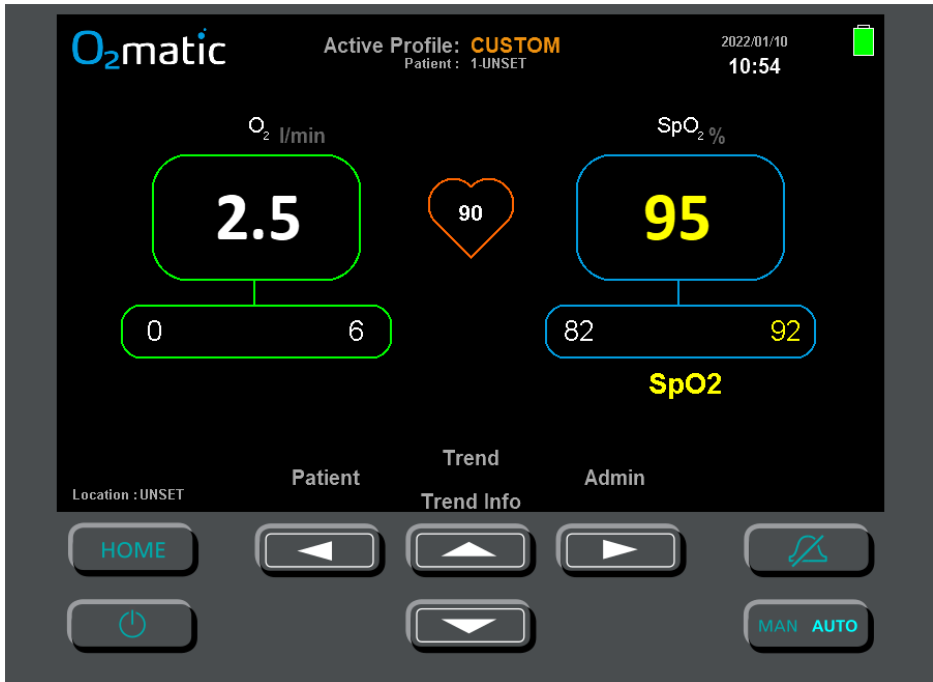 O2matic
Active Profile: CUSTOM
Patient : 1-UNSET
2022/01/10
10:54
O2 l/min
SpO2 %
2.5
90
95
0 6
82 92
SpO2
Trend
Patient
Admin
Location : UNSET
Trend Info
HOME
MAN AUTO